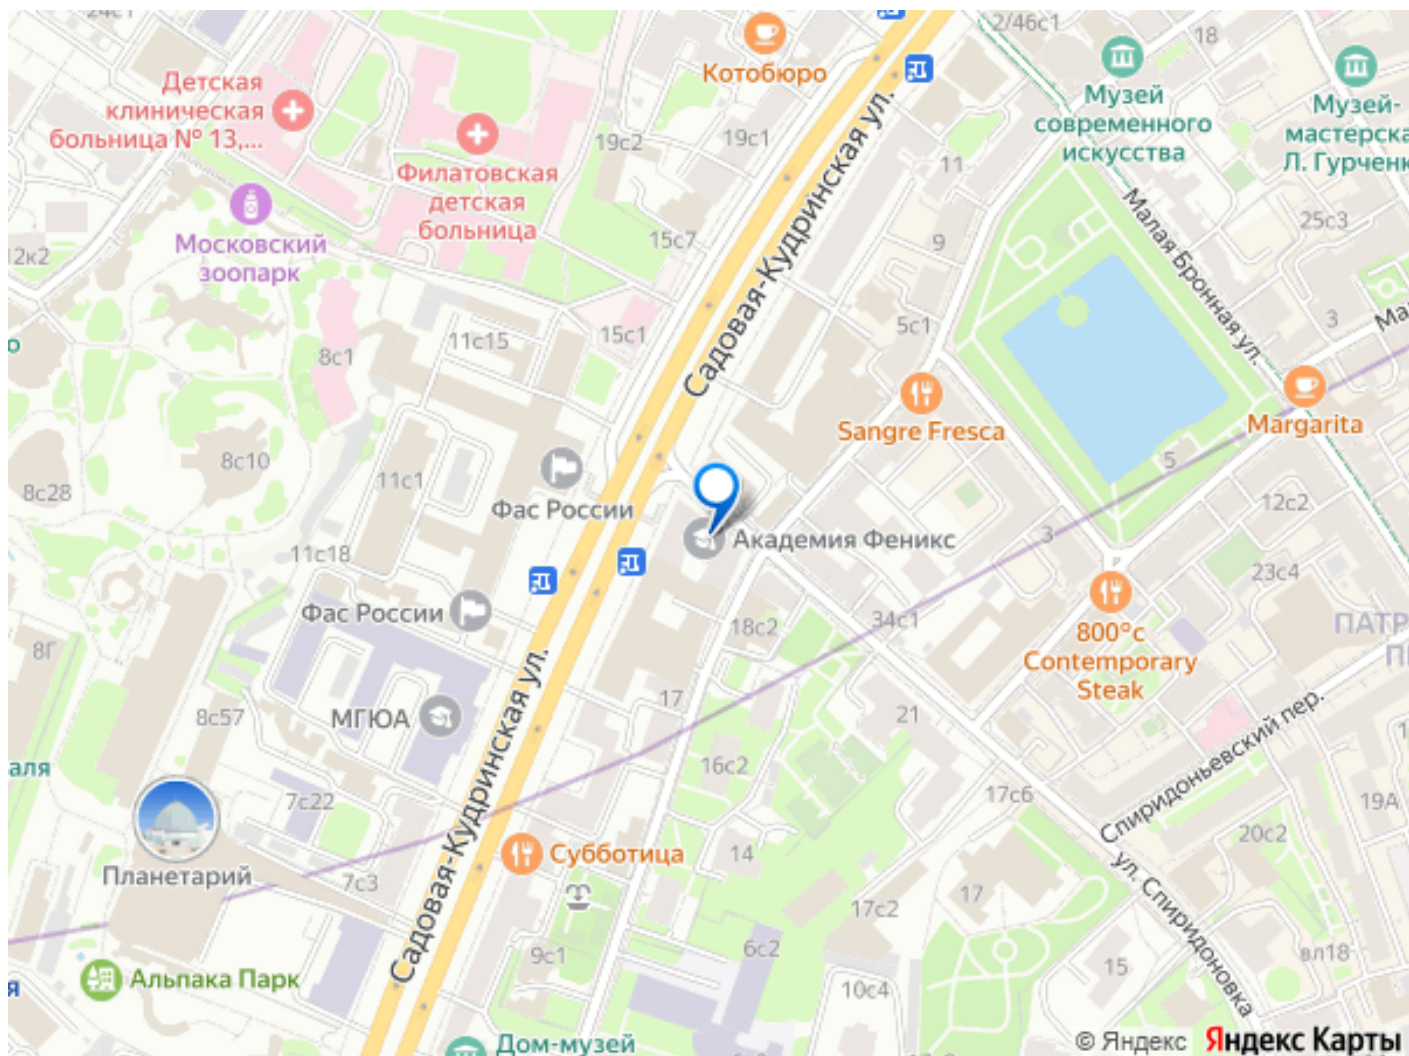 24с1
Котобюро
2/46с1
18
Детская
клиническая
больница № 13,...
Филатовская
детская
больница
Музей
современного
искусства
Музей-
мастерска
Л. Гурченк
19с2
19с1
11
Малая Бронная ул.
25с3
Садовая-Кудринская ул.
Московский
зоопарк
12к2
15с7
9
о
8с1
11с15
15с1
5с1
3
Ма
Sangre Fresca
Margarita
8с10
8с28
11с1
Фас России
5
12с2
Академия Феникс
3
11с18
Фас России
23с4
8Г
18с2
34с1
800°с
Contemporary
Steak
ПАТР
П
17
21
МГЮА
8с57
аля
16с2
17с6
Спиридоньевский пер.
19А
7с22
Планетарий
7с3
Субботица
14
20с2
17
17с2
ул. Спиридоновка
Садовая-Кудринская ул.
9с1
6с2
15
вл18
Альпака Парк
я
10с4
Дом-музей
© Яндекс Яндекс Карты